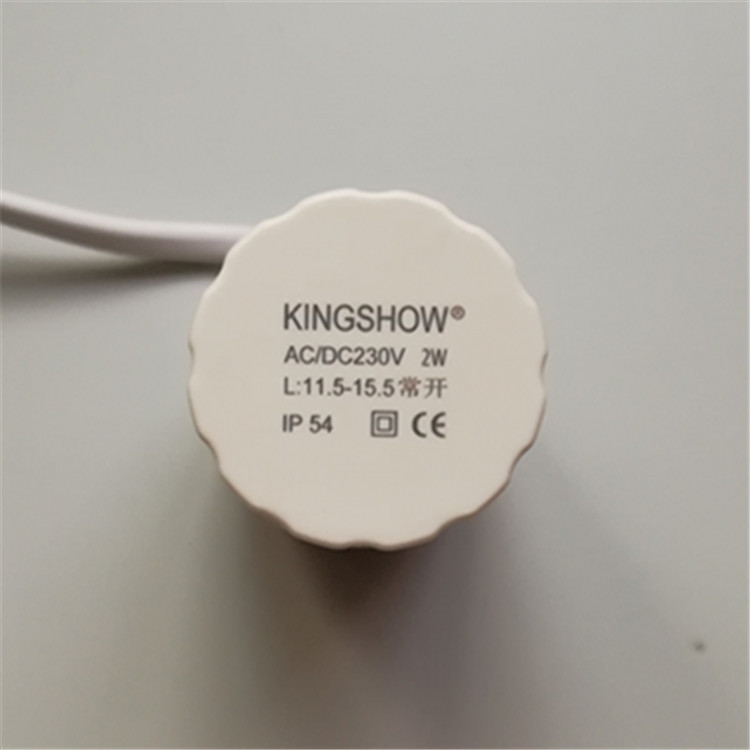 KINGSHOW®
AC/DC230V 2W
L:11.5-15.5常开
IP 54 CE